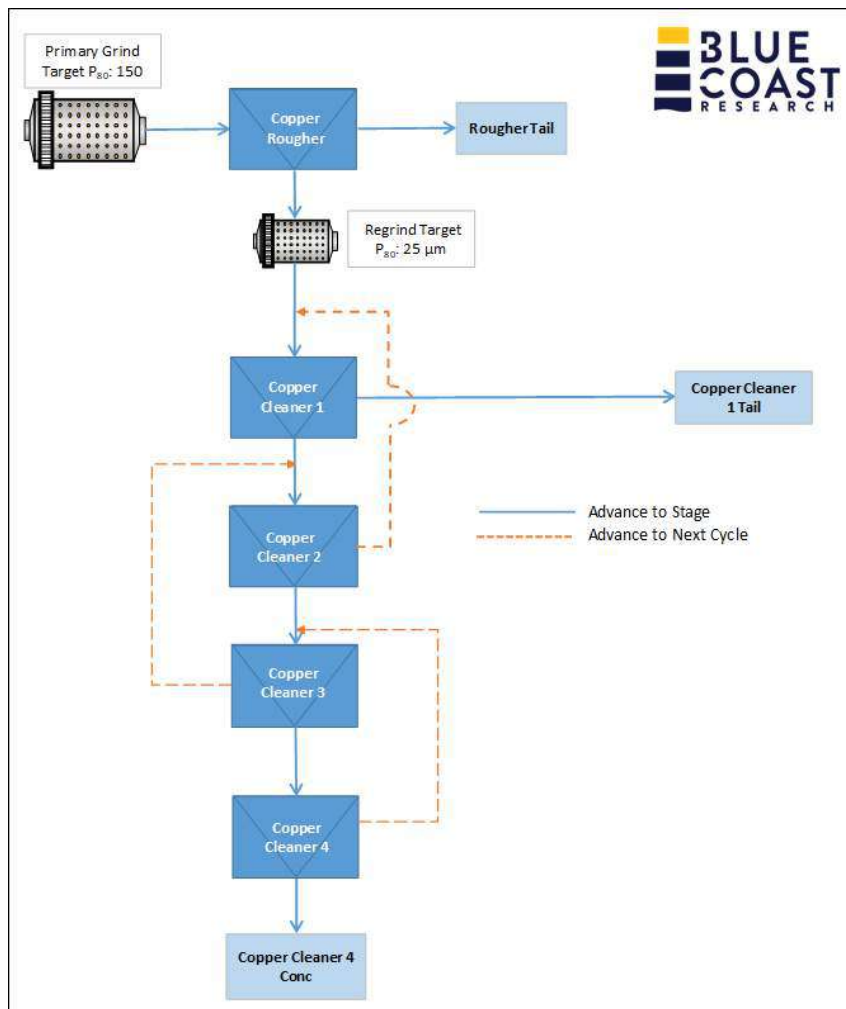 Primary Grind
Target P₈₀: 150
BLUE
COAST
RESEARCH
Copper
Rougher
Rougher Tail
Regrind Target
P₈₀: 25 µm
Copper
Cleaner 1
Copper Cleaner
1 Tail
Advance to Stage
Advance to Next Cycle
Copper
Cleaner 2
Copper
Cleaner 3
Copper
Cleaner 4
Copper Cleaner 4
Conc